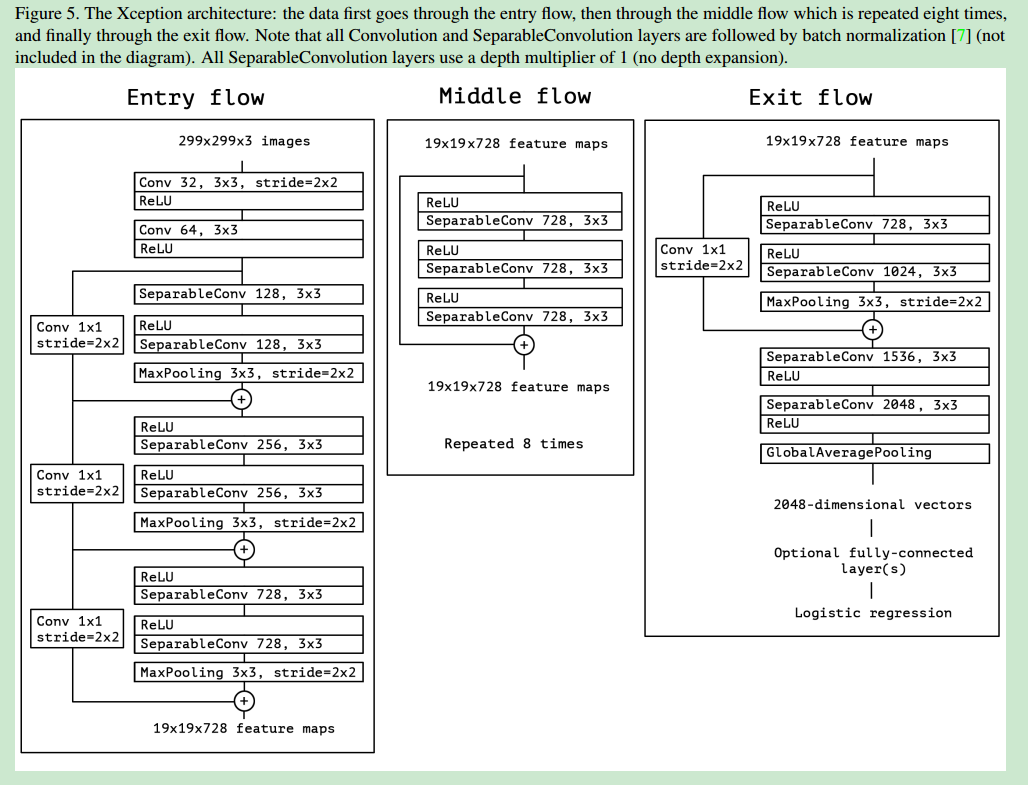 Figure 5. The Xception architecture: the data first goes through the entry flow, then through the middle flow which is repeated eight times,
and finally through the exit flow. Note that all Convolution and SeparableConvolution layers are followed by batch normalization [7] (not
included in the diagram). All SeparableConvolution layers use a depth multiplier of 1 (no depth expansion).
Entry flow
299x299x3 images
Conv 32, 3x3, stride=2x2
ReLU
Conv 64, 3x3
ReLU
SeparableConv 128, 3x3
Conv 1x1
stride=2x2
ReLU
SeparableConv 128, 3x3
MaxPooling 3x3, stride=2x2
+
ReLU
SeparableConv 256, 3x3
Conv 1x1
stride=2x2
ReLU
SeparableConv 256, 3x3
MaxPooling 3x3, stride=2x2
+
ReLU
SeparableConv 728, 3x3
Conv 1x1
stride=2x2
ReLU
SeparableConv 728, 3x3
MaxPooling 3x3, stride=2x2
+
19x19x728 feature maps
Middle flow
19x19x728 feature maps
ReLU
SeparableConv 728, 3x3
ReLU
SeparableConv 728, 3x3
ReLU
SeparableConv 728, 3x3
+
19x19x728 feature maps
Repeated 8 times
Exit flow
19x19x728 feature maps
ReLU
SeparableConv 728, 3x3
Conv 1x1
stride=2x2
ReLU
SeparableConv 1024, 3x3
MaxPooling 3x3, stride=2x2
+
SeparableConv 1536, 3x3
ReLU
SeparableConv 2048, 3x3
ReLU
GlobalAveragePooling
2048-dimensional vectors
Optional fully-connected
layer(s)
Logistic regression